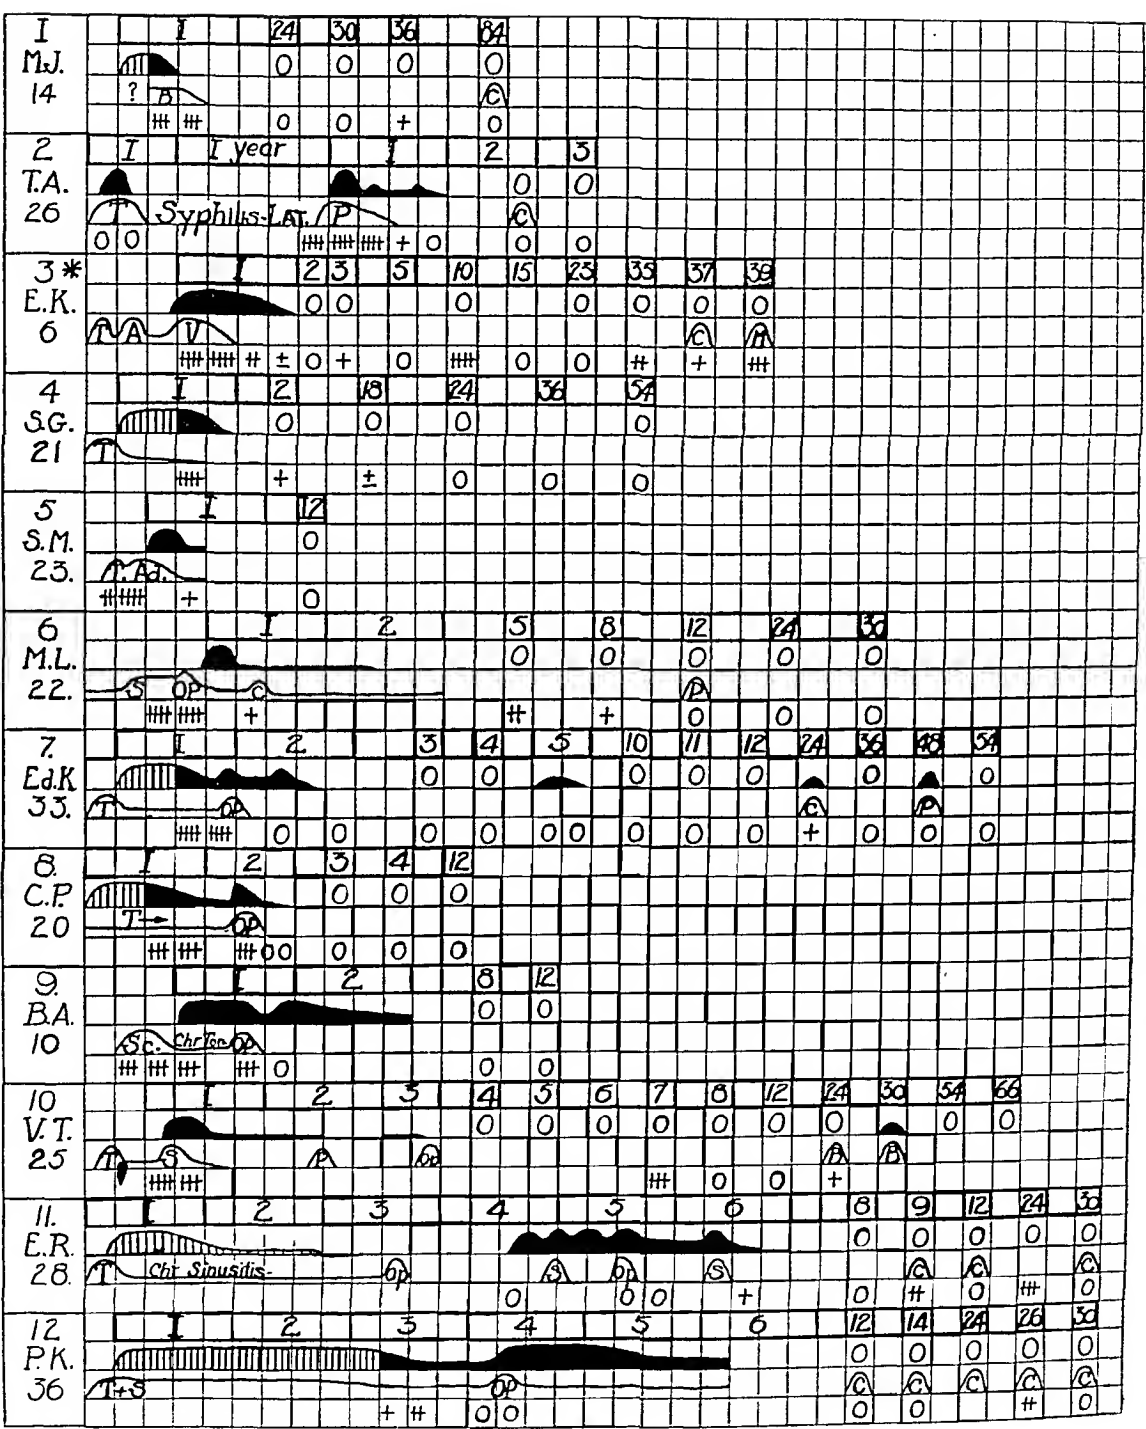 I I 24 30 36 84
M.J. O O O O
14 ? B C
╫╫ ╫╫ O O + O
2 I I year I 2 3
T.A. O O
26 T Syphilis-LAT. P C
O O + O O O
3* I 2 3 5 10 15 23 35 37 39
E.K. O O O O O O O
6 T A V C A
± O + O O O +
4 I 2 18 24 36 54
S.G. O O O O
21 T
+ ± O O O
5 I 12
S.M. O
23. T. Ad.
+ O
6 I 2 5 8 12 24 30
M.L. O O O O O
22. S OP C P
+ + O O O
7. I 2 3 4 5 10 11 12 24 36 48 54
Ed.K O O O O O O O
33. T OP C P
O O O O O O O O O + O O O
8. I 2 3 4 12
C.P. O O O
20 T→ OP
O O O O O
9. I 2 8 12
B.A. O O
10 Sc. Chr Ton OP
O O O
10 I 2 3 4 5 6 7 8 12 24 30 54 66
V.T. O O O O O O O O O O
25 T S P Op A B
O O +
11. I 2 3 4 5 6 8 9 12 24 30
E.R. O O O O O
28. T Chr Sinusitis- Op S Op S C C C
O O O + O O O
12 I 2 3 4 5 6 12 14 24 26 30
P.K. O O O O O
36 T+S OP C C C C C
+ O O O O O